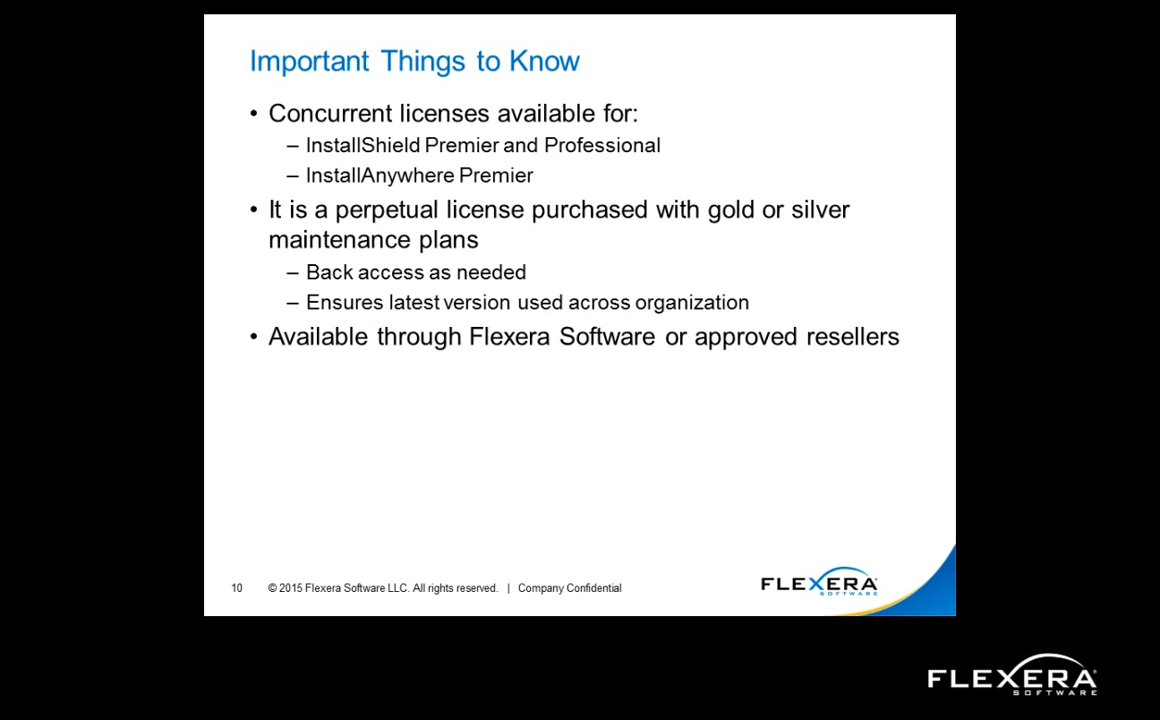 Important Things to Know
• Concurrent licenses available for:
– InstallShield Premier and Professional
– InstallAnywhere Premier
• It is a perpetual license purchased with gold or silver
maintenance plans
– Back access as needed
– Ensures latest version used across organization
• Available through Flexera Software or approved resellers
10 © 2015 Flexera Software LLC. All rights reserved. | Company Confidential
FLEXERA
SOFTWARE
FLEXERA
SOFTWARE